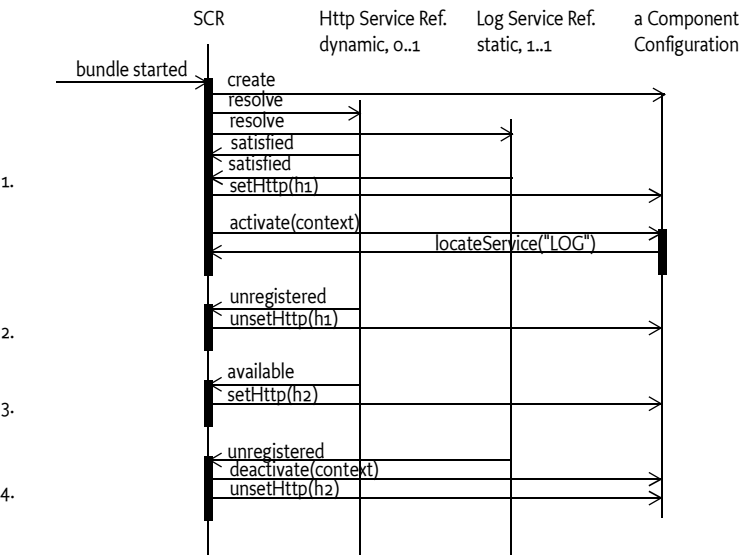 SCR
Http Service Ref.
dynamic, 0..1
Log Service Ref.
static, 1..1
a Component
Configuration
bundle started
create
resolve
resolve
satisfied
satisfied
1.
setHttp(h1)
activate(context)
locateService("LOG")
unregistered
unsetHttp(h1)
2.
available
setHttp(h2)
3.
unregistered
deactivate(context)
unsetHttp(h2)
4.